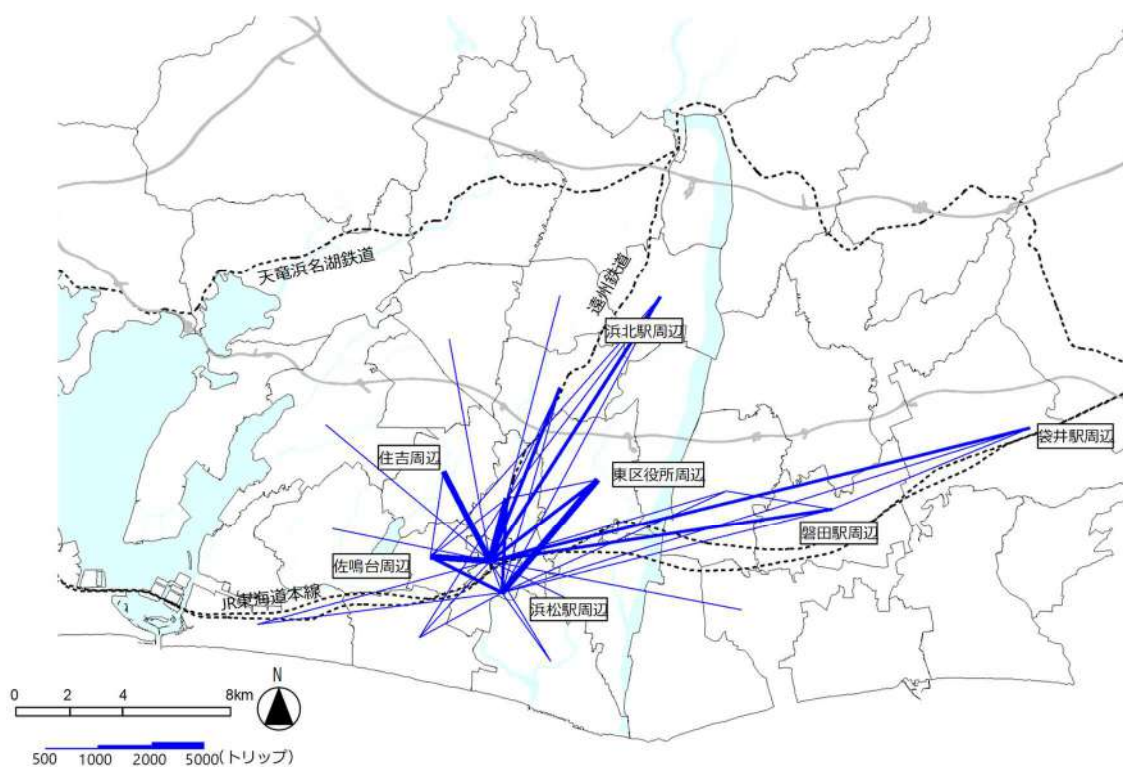 天竜浜名湖鉄道
遠州鉄道
浜北駅周辺
袋井駅周辺
住吉周辺
東区役所周辺
磐田駅周辺
佐鳴台周辺
浜松駅周辺
JR東海道本線
0 2 4 8km
N
500 1000 2000 5000(トリップ)